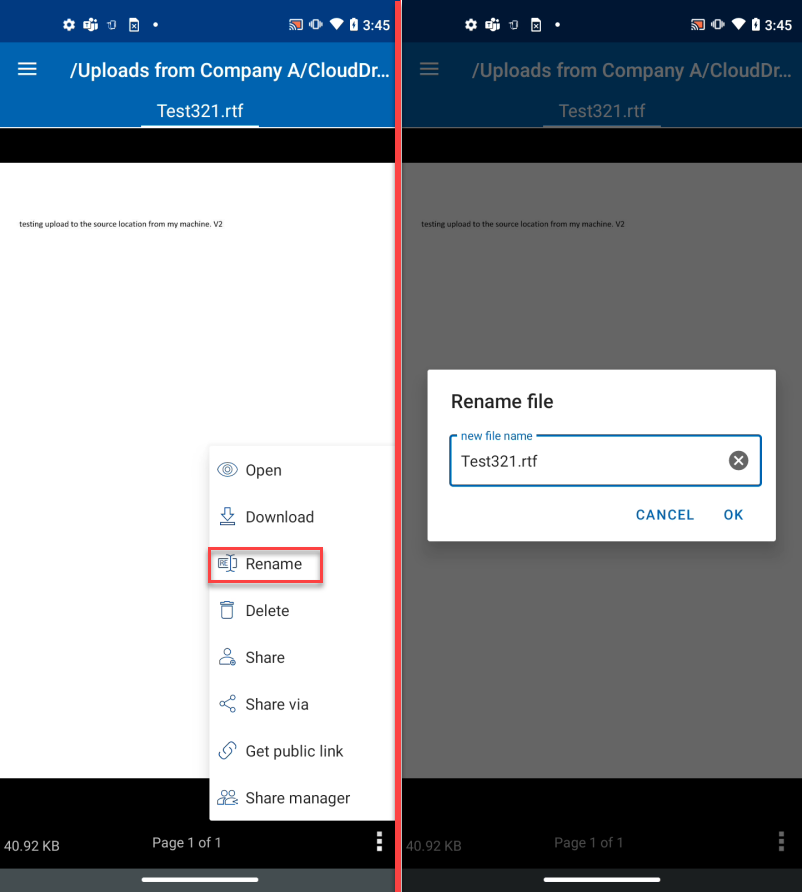 3:45
/Uploads from Company A/CloudDr...
Test321.rtf
testing upload to the source location from my machine. V2
Open
Download
Rename
Delete
Share
Share via
Get public link
Share manager
40.92 KB
Page 1 of 1
3:45
/Uploads from Company A/CloudDr...
Test321.rtf
testing upload to the source location from my machine. V2
Rename file
new file name
Test321.rtf
CANCEL
OK
40.92 KB
Page 1 of 1